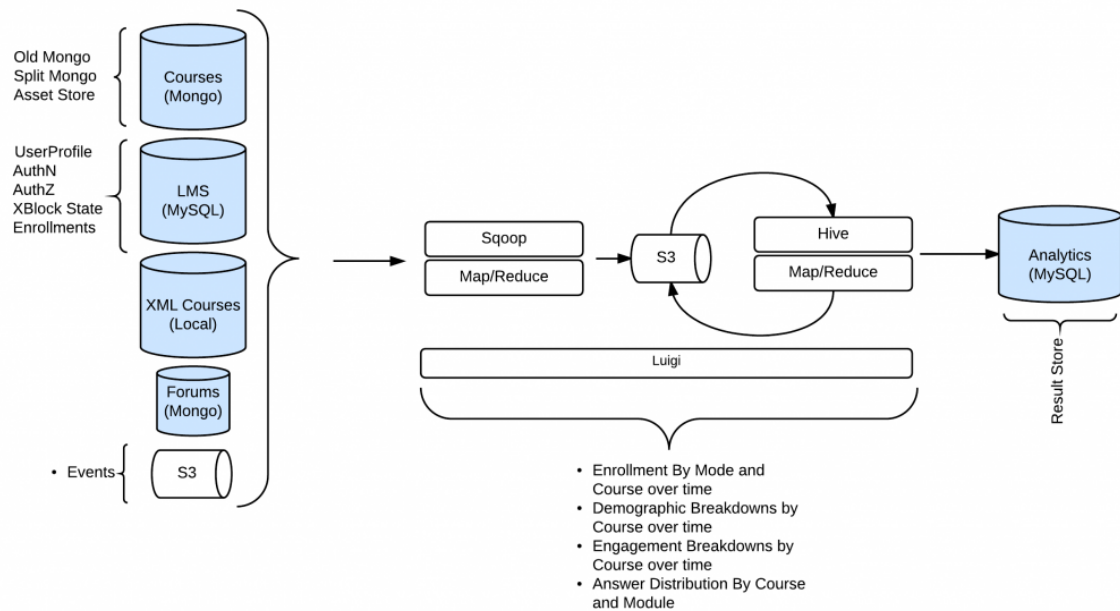 Old Mongo
Split Mongo
Asset Store
Courses
(Mongo)
UserProfile
AuthN
AuthZ
XBlock State
Enrollments
LMS
(MySQL)
XML Courses
(Local)
Forums
(Mongo)
• Events
S3
Sqoop
Map/Reduce
S3
Hive
Map/Reduce
Analytics
(MySQL)
Result Store
Luigi
• Enrollment By Mode and
Course over time
• Demographic Breakdowns by
Course over time
• Engagement Breakdowns by
Course over time
• Answer Distribution By Course
and Module